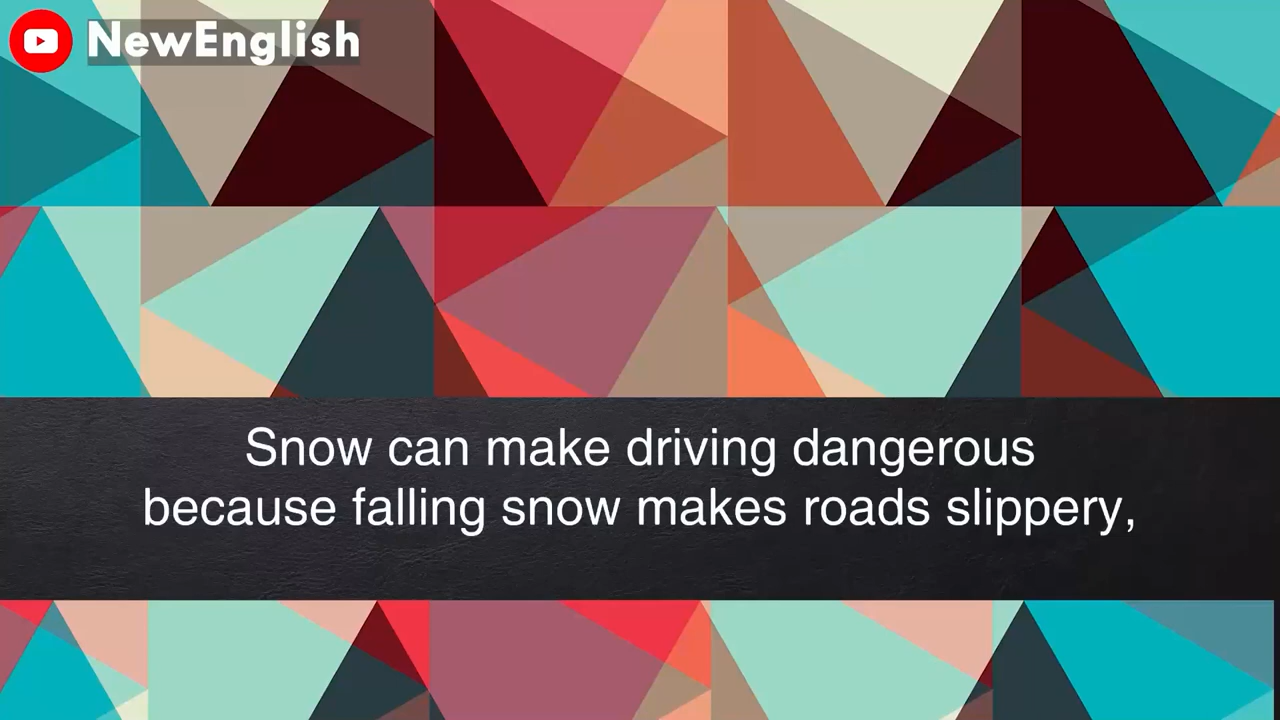 NewEnglish
Snow can make driving dangerous
because falling snow makes roads slippery,